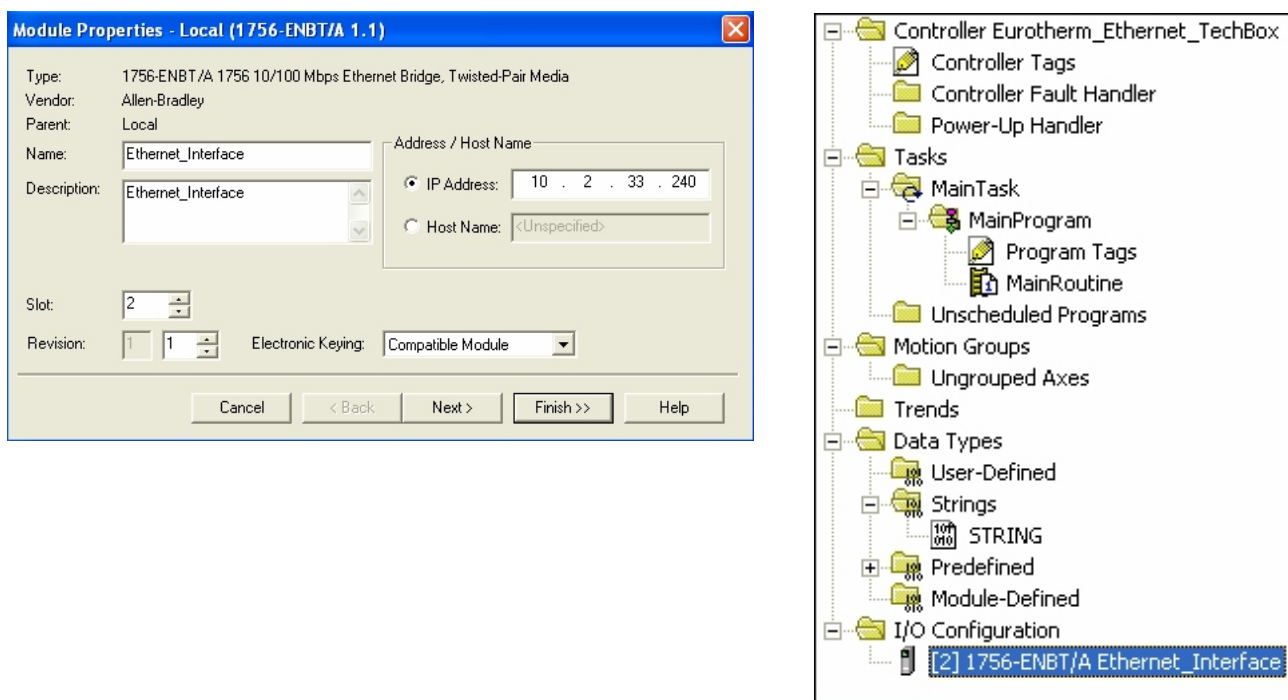 Module Properties - Local (1756-ENBT/A 1.1)
Type: 1756-ENBT/A 1756 10/100 Mbps Ethernet Bridge, Twisted-Pair Media
Vendor: Allen-Bradley
Parent: Local
Name: Ethernet_Interface
Description: Ethernet_Interface
Address / Host Name
IP Address: 10 . 2 . 33 . 240
Host Name: <Unspecified>
Slot: 2
Revision: 1 1 Electronic Keying: Compatible Module
Cancel < Back Next > Finish >> Help
Controller Eurotherm_Ethernet_TechBox
Controller Tags
Controller Fault Handler
Power-Up Handler
Tasks
MainTask
MainProgram
Program Tags
MainRoutine
Unscheduled Programs
Motion Groups
Ungrouped Axes
Trends
Data Types
User-Defined
Strings
STRING
Predefined
Module-Defined
I/O Configuration
[2] 1756-ENBT/A Ethernet_Interface